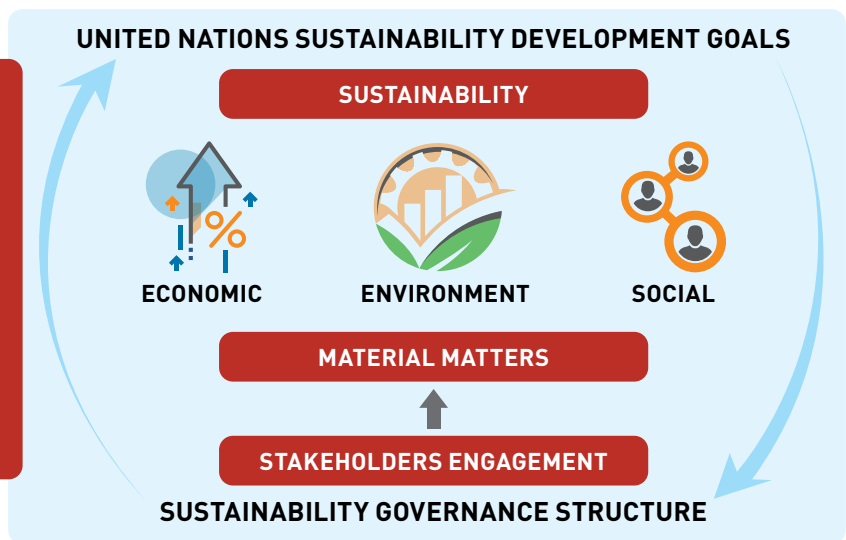 UNITED NATIONS SUSTAINABILITY DEVELOPMENT GOALS
SUSTAINABILITY
%
ECONOMIC
ENVIRONMENT
SOCIAL
MATERIAL MATTERS
STAKEHOLDERS ENGAGEMENT
SUSTAINABILITY GOVERNANCE STRUCTURE